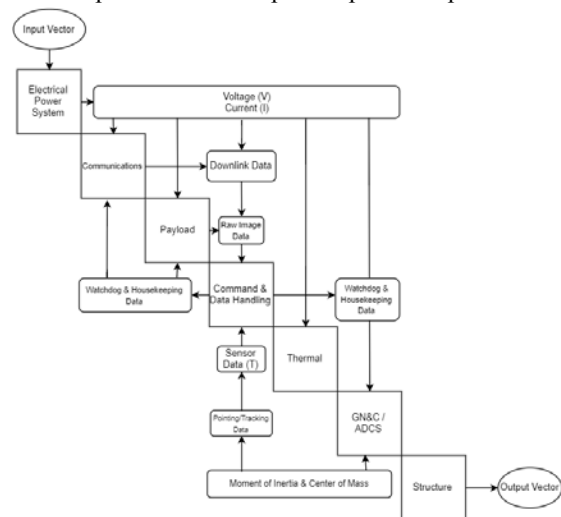 Input Vector
Electrical
Power
System
Voltage (V)
Current (I)
Communications
Downlink Data
Payload
Raw Image
Data
Watchdog & Housekeeping
Data
Command &
Data Handling
Watchdog &
Housekeeping
Data
Sensor
Data (T)
Thermal
Pointing/Tracking
Data
GN&C /
ADCS
Moment of Inertia & Center of Mass
Structure
Output Vector